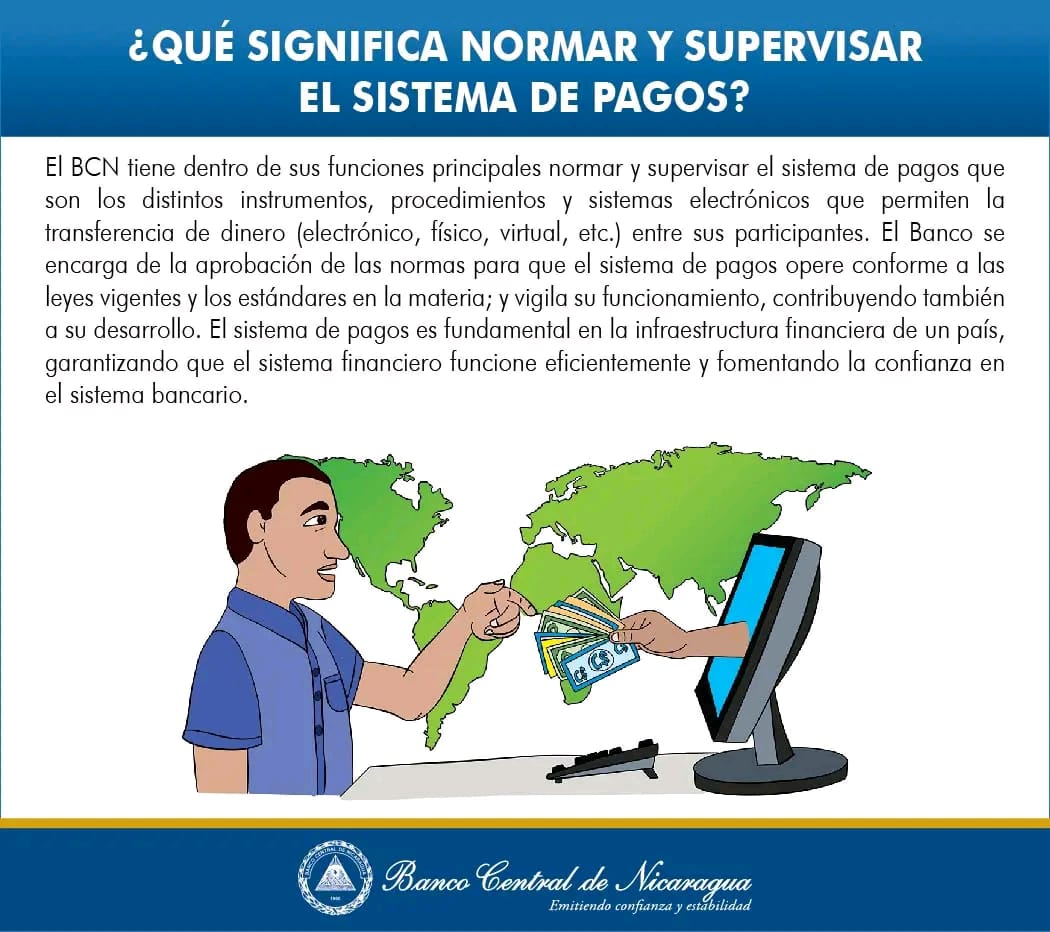 ¿QUÉ SIGNIFICA NORMAR Y SUPERVISAR
EL SISTEMA DE PAGOS?
El BCN tiene dentro de sus funciones principales normar y supervisar el sistema de pagos que
son los distintos instrumentos, procedimientos y sistemas electrónicos que permiten la
transferencia de dinero (electrónico, físico, virtual, etc.) entre sus participantes. El Banco se
encarga de la aprobación de las normas para que el sistema de pagos opere conforme a las
leyes vigentes y los estándares en la materia; y vigila su funcionamiento, contribuyendo también
a su desarrollo. El sistema de pagos es fundamental en la infraestructura financiera de un país,
garantizando que el sistema financiero funcione eficientemente y fomentando la confianza en
el sistema bancario.
C$
C$
C$
BANCO CENTRAL DE NICARAGUA
Banco Central de Nicaragua
Emitiendo confianza y estabilidad